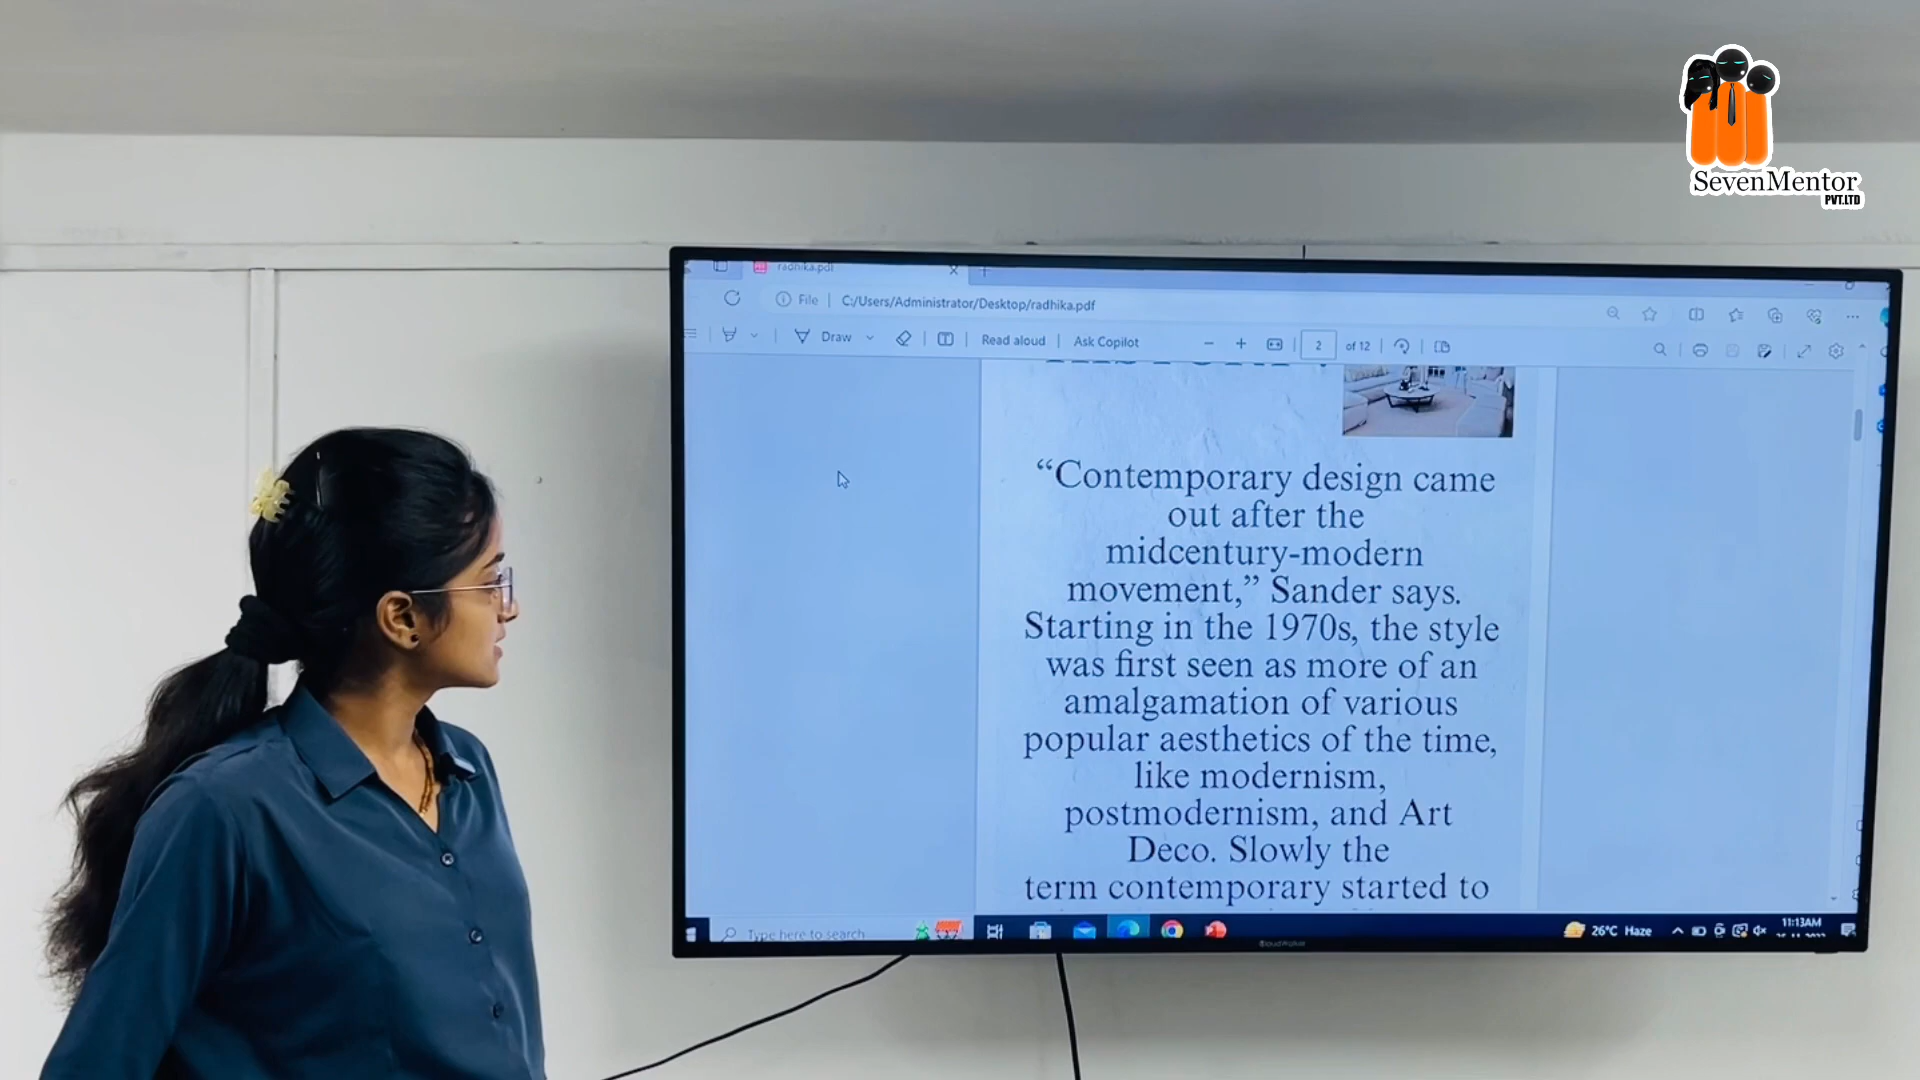 SevenMentor
PVT.LTD
radhika.pdf
File
C:/Users/Administrator/Desktop/radhika.pdf
Draw
Read aloud
Ask Copilot
2
of 12
“Contemporary design came
out after the
midcentury-modern
movement,” Sander says.
Starting in the 1970s, the style
was first seen as more of an
amalgamation of various
popular aesthetics of the time,
like modernism,
postmodernism, and Art
Deco. Slowly the
term contemporary started to
Type here to search
26°C Haze
11:13AM